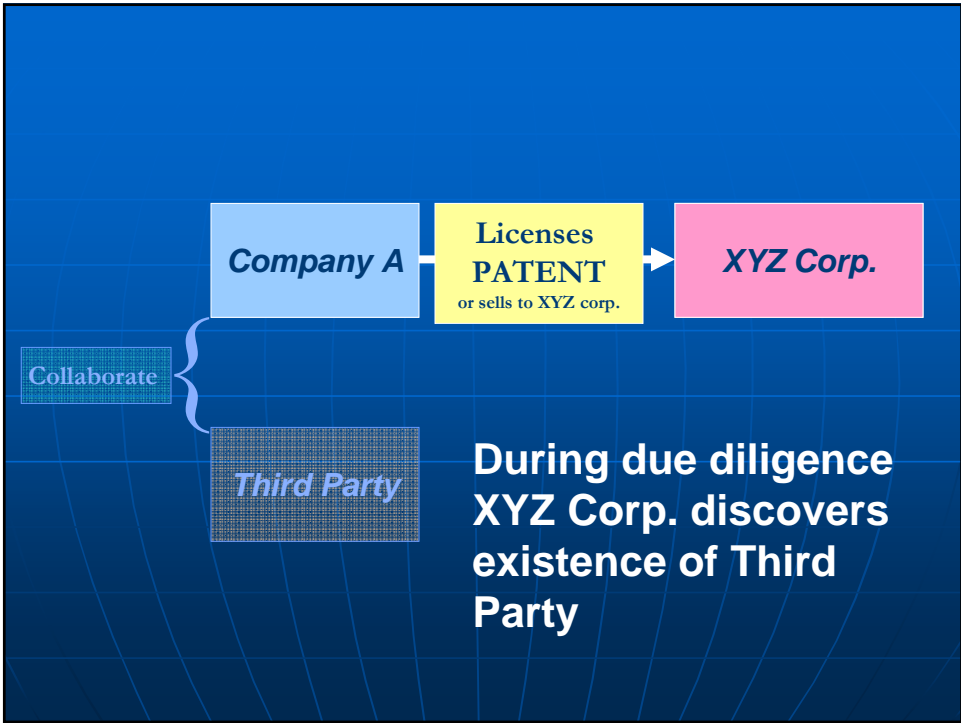 Company A
Licenses
PATENT
or sells to XYZ corp.
XYZ Corp.
Collaborate
Third Party
During due diligence
XYZ Corp. discovers
existence of Third
Party